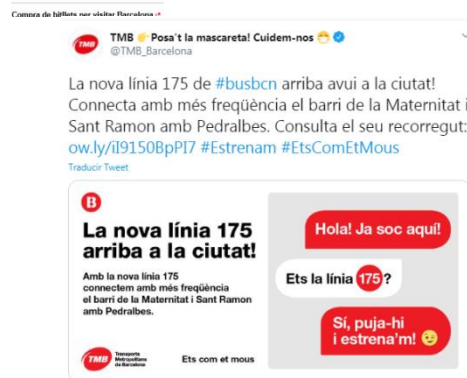 Compra de bitllets per visitar Barcelona
TMB 👉Posa't la mascareta! Cuidem-nos 😷
@TMB_Barcelona
La nova línia 175 de #busbcn arriba avui a la ciutat!
Connecta amb més freqüència el barri de la Maternitat i
Sant Ramon amb Pedralbes. Consulta el seu recorregut:
ow.ly/iI9150BpPI7 #Estrenam #EtsComEtMous
Traducir Tweet
B
La nova línia 175
arriba a la ciutat!
Amb la nova línia 175
connectem amb més freqüència
el barri de la Maternitat i Sant Ramon
amb Pedralbes.
TMB
Transports
Metropolitans
de Barcelona
Ets com et mous
Hola! Ja soc aquí!
Ets la línia 175?
Sí, puja-hi
i estrena'm! 😉